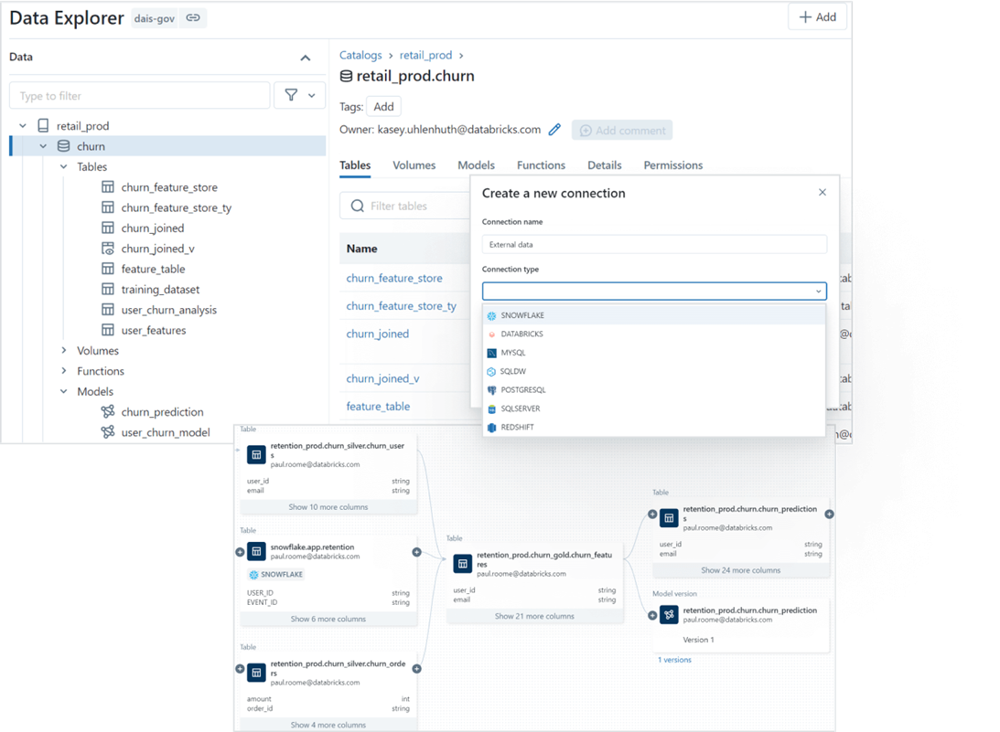 Data Explorer
dais-gov
Add
Data
Type to filter
retail_prod
churn
Tables
churn_feature_store
churn_feature_store_ty
churn_joined
churn_joined_v
feature_table
training_dataset
user_churn_analysis
user_features
Volumes
Functions
Models
churn_prediction
user_churn_model
Catalogs › retail_prod ›
retail_prod.churn
Tags: Add
Owner: kasey.uhlenhuth@databricks.com
Add comment
Tables Volumes Models Functions Details Permissions
Filter tables
Name
churn_feature_store
churn_feature_store_ty
churn_joined
churn_joined_v
feature_table
Create a new connection
Connection name
External data
Connection type
SNOWFLAKE
DATABRICKS
MYSQL
SQLDW
POSTGRESQL
SQLSERVER
REDSHIFT
Table
retention_prod.churn_silver.churn_user
s
paul.roome@databricks.com
user_id string
email string
Show 10 more columns
Table
snowflake.app.retention
paul.roome@databricks.com
SNOWFLAKE
USER_ID string
EVENT_ID string
Show 6 more columns
Table
retention_prod.churn_silver.churn_orde
rs
paul.roome@databricks.com
amount int
order_id string
Show 4 more columns
Table
retention_prod.churn_gold.churn_featu
res
paul.roome@databricks.com
user_id string
email string
Show 21 more columns
Table
retention_prod.churn.churn_prediction
s
paul.roome@databricks.com
user_id string
email string
Show 24 more columns
Model version
retention_prod.churn.churn_prediction
paul.roome@databricks.com
Version 1
1 versions